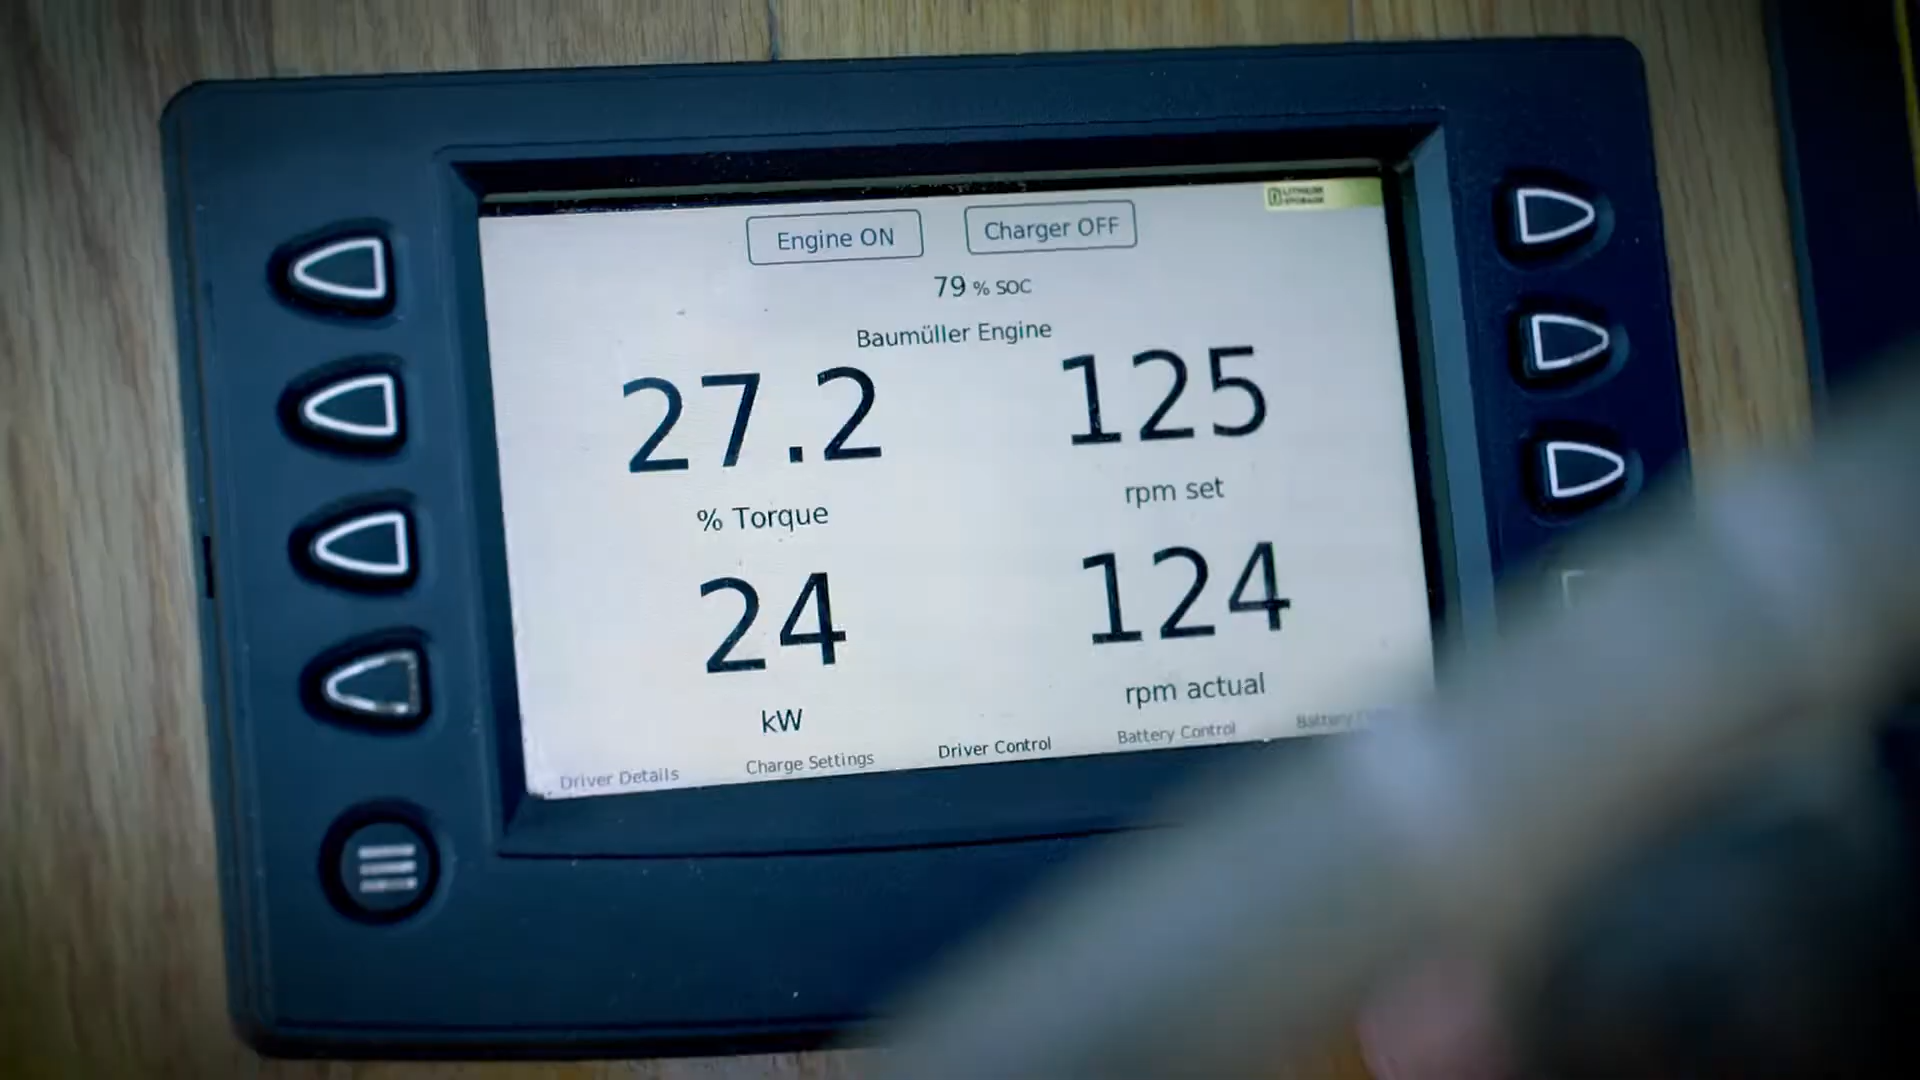 Engine ON
Charger OFF
79 % SOC
Baumüller Engine
27.2
% Torque
125
rpm set
24
kW
124
rpm actual
Driver Details
Charge Settings
Driver Control
Battery Control
Battery